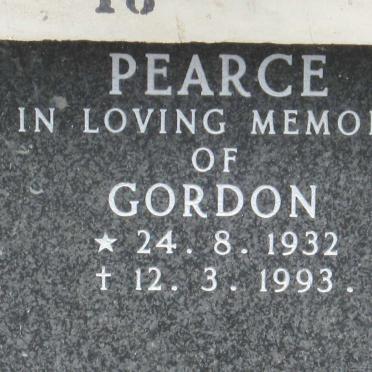 PEARCE
IN LOVING MEMO
OF
GORDON
★ 24. 8. 1932
† 12. 3. 1993.